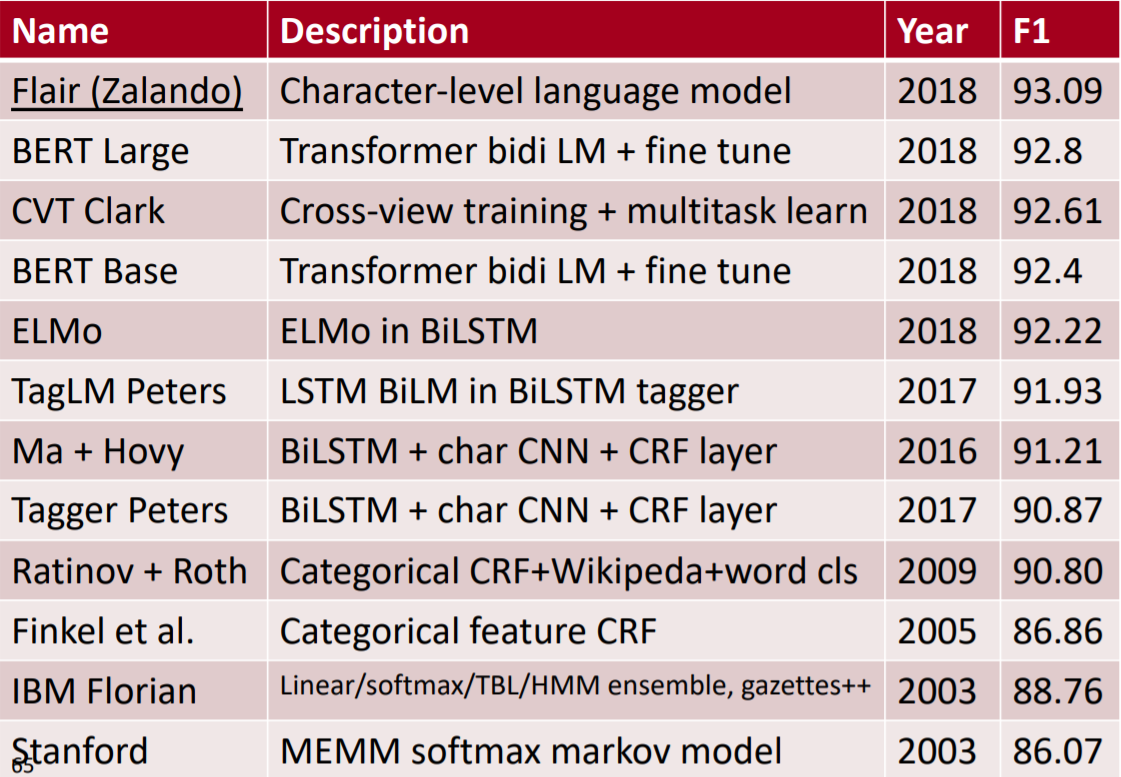 Name Description Year F1
Flair (Zalando) Character-level language model 2018 93.09
BERT Large Transformer bidi LM + fine tune 2018 92.8
CVT Clark Cross-view training + multitask learn 2018 92.61
BERT Base Transformer bidi LM + fine tune 2018 92.4
ELMo ELMo in BiLSTM 2018 92.22
TagLM Peters LSTM BiLM in BiLSTM tagger 2017 91.93
Ma + Hovy BiLSTM + char CNN + CRF layer 2016 91.21
Tagger Peters BiLSTM + char CNN + CRF layer 2017 90.87
Ratinov + Roth Categorical CRF+Wikipeda+word cls 2009 90.80
Finkel et al. Categorical feature CRF 2005 86.86
IBM Florian Linear/softmax/TBL/HMM ensemble, gazettes++ 2003 88.76
Stanford MEMM softmax markov model 2003 86.07
65